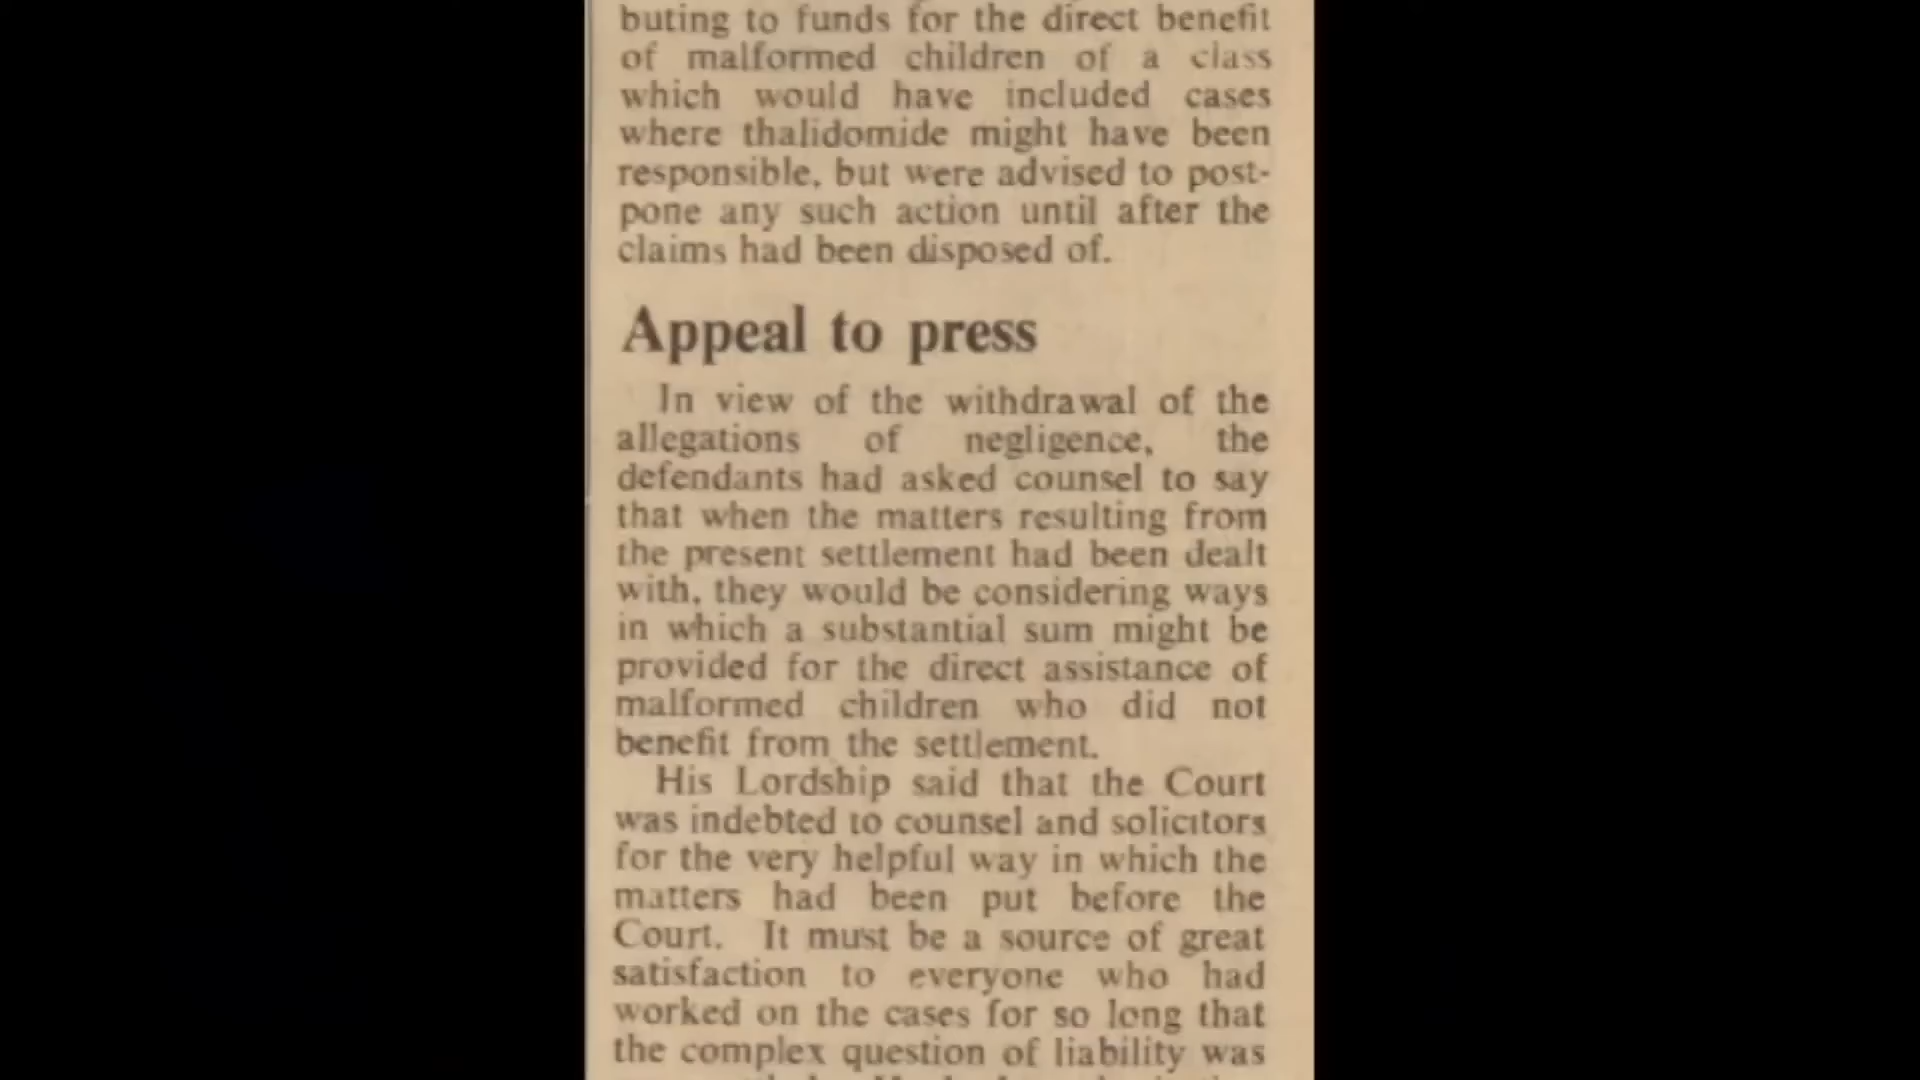 buting to funds for the direct benefit
of malformed children of a class
which would have included cases
where thalidomide might have been
responsible, but were advised to post-
pone any such action until after the
claims had been disposed of.
Appeal to press
In view of the withdrawal of the
allegations of negligence, the
defendants had asked counsel to say
that when the matters resulting from
the present settlement had been dealt
with, they would be considering ways
in which a substantial sum might be
provided for the direct assistance of
malformed children who did not
benefit from the settlement.
His Lordship said that the Court
was indebted to counsel and solicitors
for the very helpful way in which the
matters had been put before the
Court. It must be a source of great
satisfaction to everyone who had
worked on the cases for so long that
the complex question of liability was